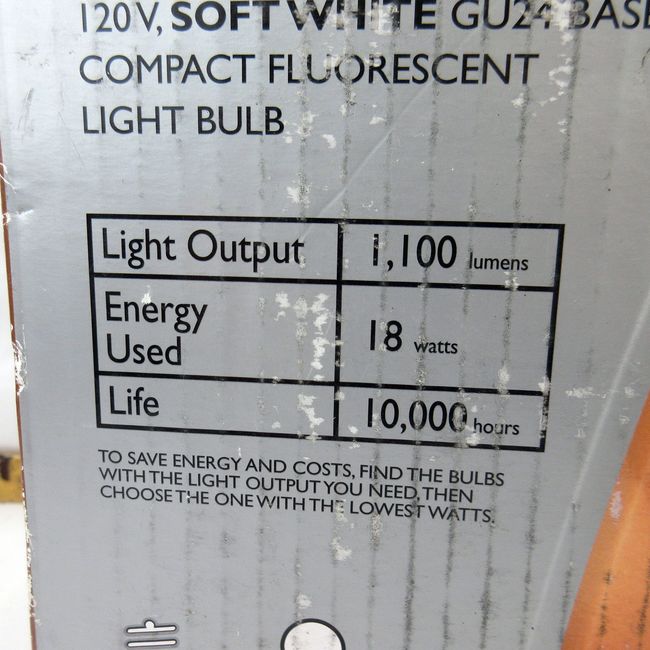 120V, SOFT WHITE GU24 BASE
COMPACT FLUORESCENT
LIGHT BULB
Light Output 1,100 lumens
Energy
Used 18 watts
Life 10,000 hours
TO SAVE ENERGY AND COSTS, FIND THE BULBS
WITH THE LIGHT OUTPUT YOU NEED, THEN
CHOOSE THE ONE WITH THE LOWEST WATTS.